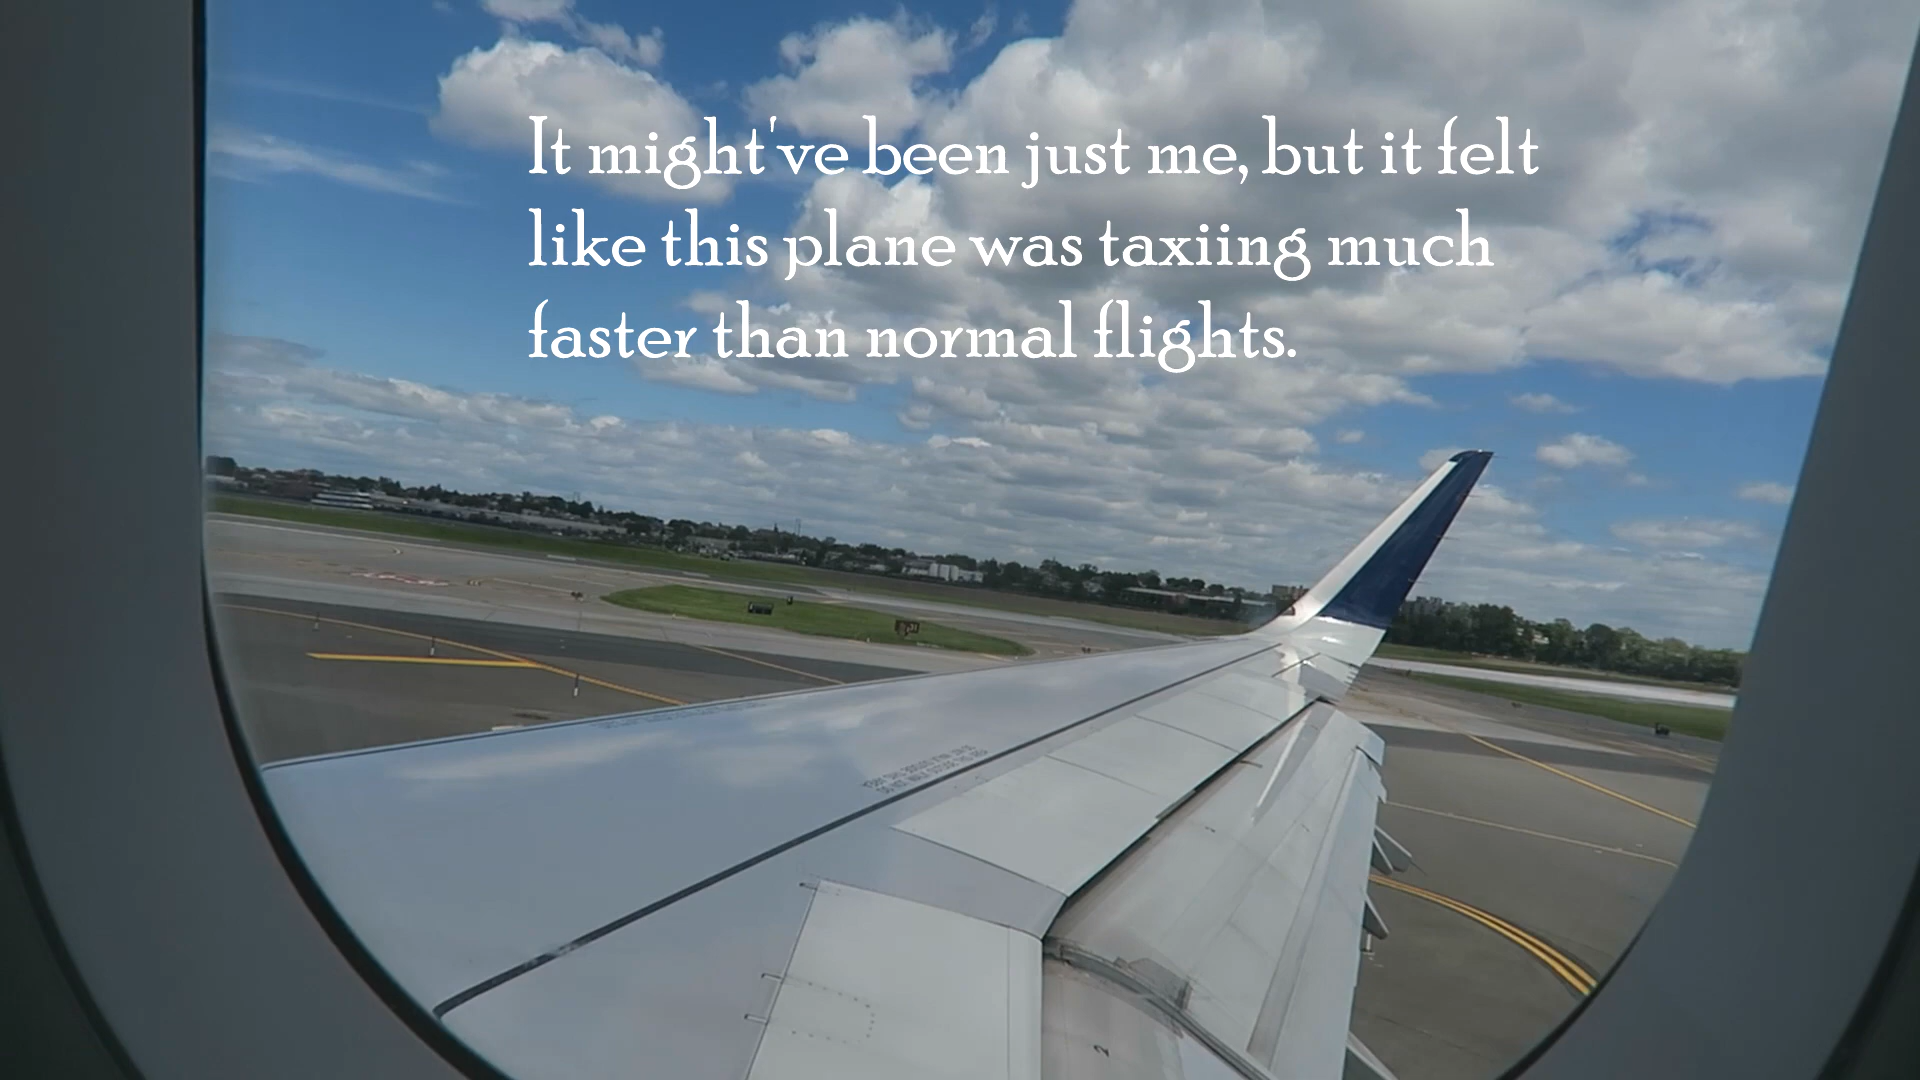 It might've been just me, but it felt
like this plane was taxiing much
faster than normal flights.